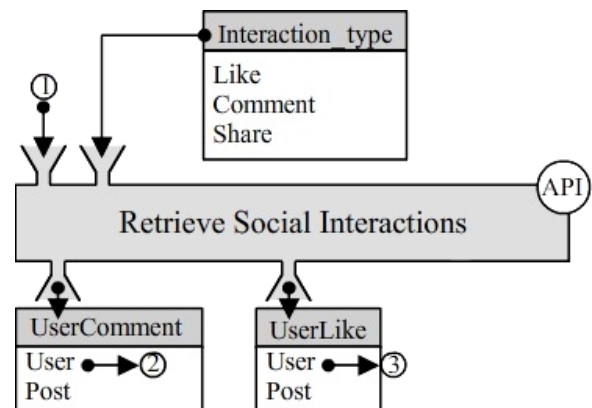 Interaction_type
Like
Comment
Share
1
API
Retrieve Social Interactions
UserComment
User 2
Post
UserLike
User 3
Post